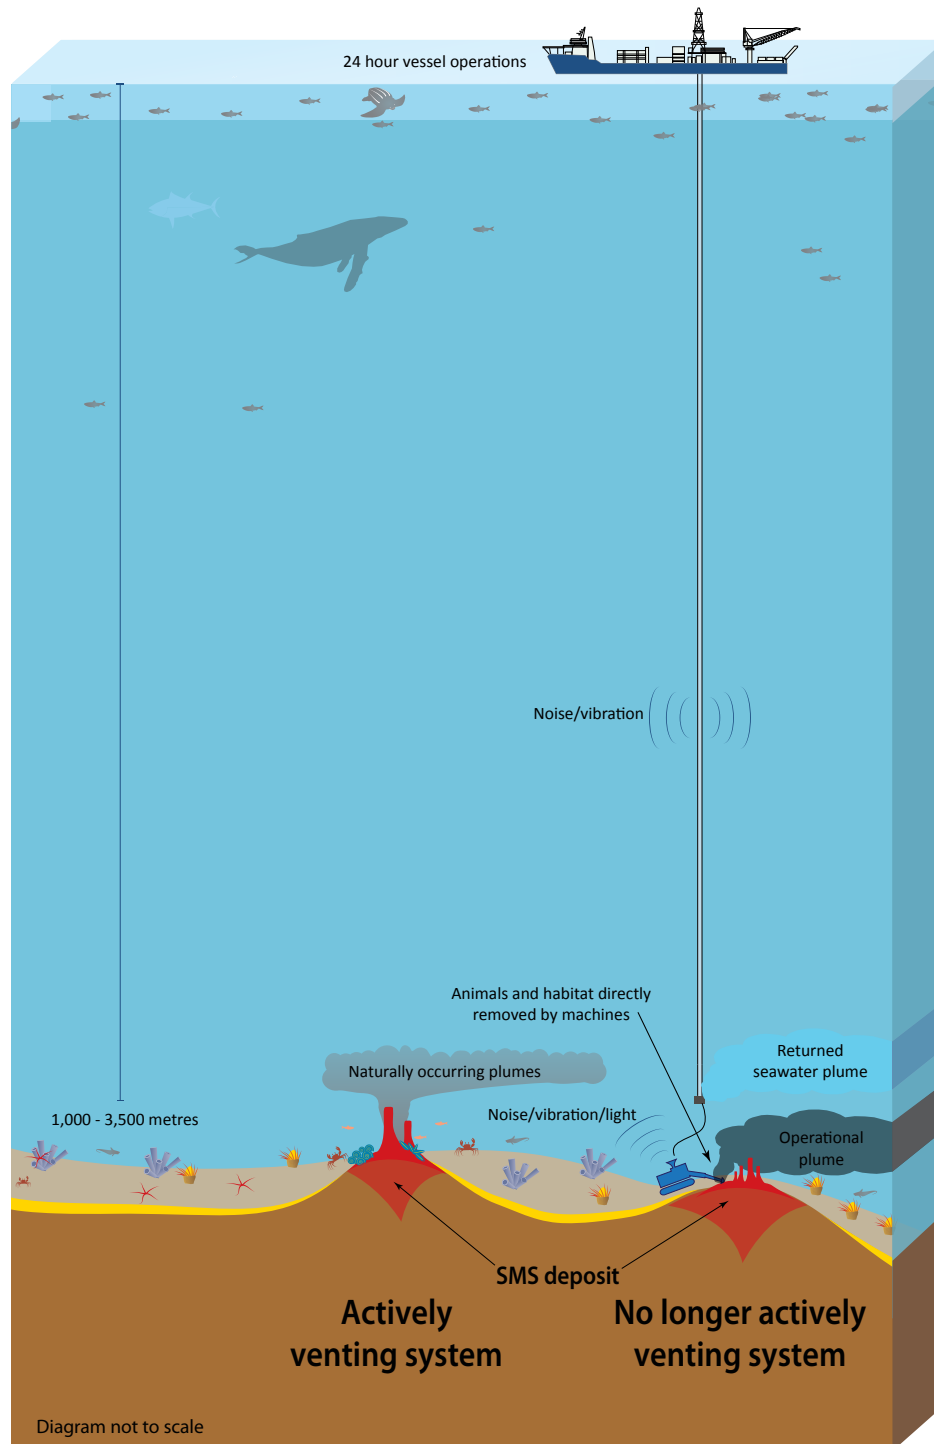 24 hour vessel operations
Noise/vibration
Animals and habitat directly
removed by machines
Returned
seawater plume
Naturally occurring plumes
1,000 - 3,500 metres
Noise/vibration/light
Operational
plume
SMS deposit
Actively
venting system
No longer actively
venting system
Diagram not to scale